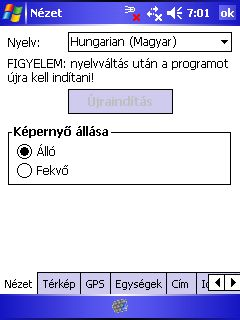 Nézet 7:01 ok
Nyelv: Hungarian (Magyar)
FIGYELEM: nyelvváltás után a programot
újra kell indítani!
Újraindítás
Képernyő állása
Álló
Fekvő
Nézet Térkép GPS Egységek Cím